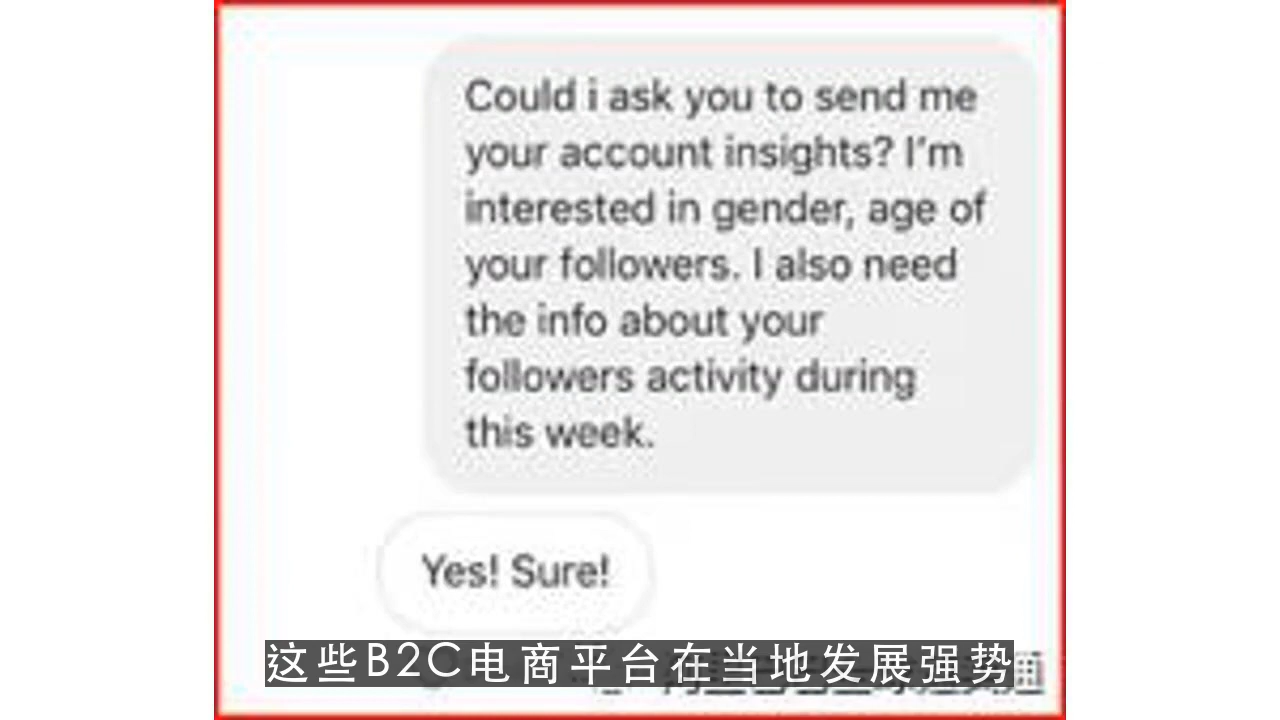 Could i ask you to send me
your account insights? I'm
interested in gender, age of
your followers. I also need
the info about your
followers activity during
this week.
Yes! Sure!
这些B2C电商平台在当地发展强势